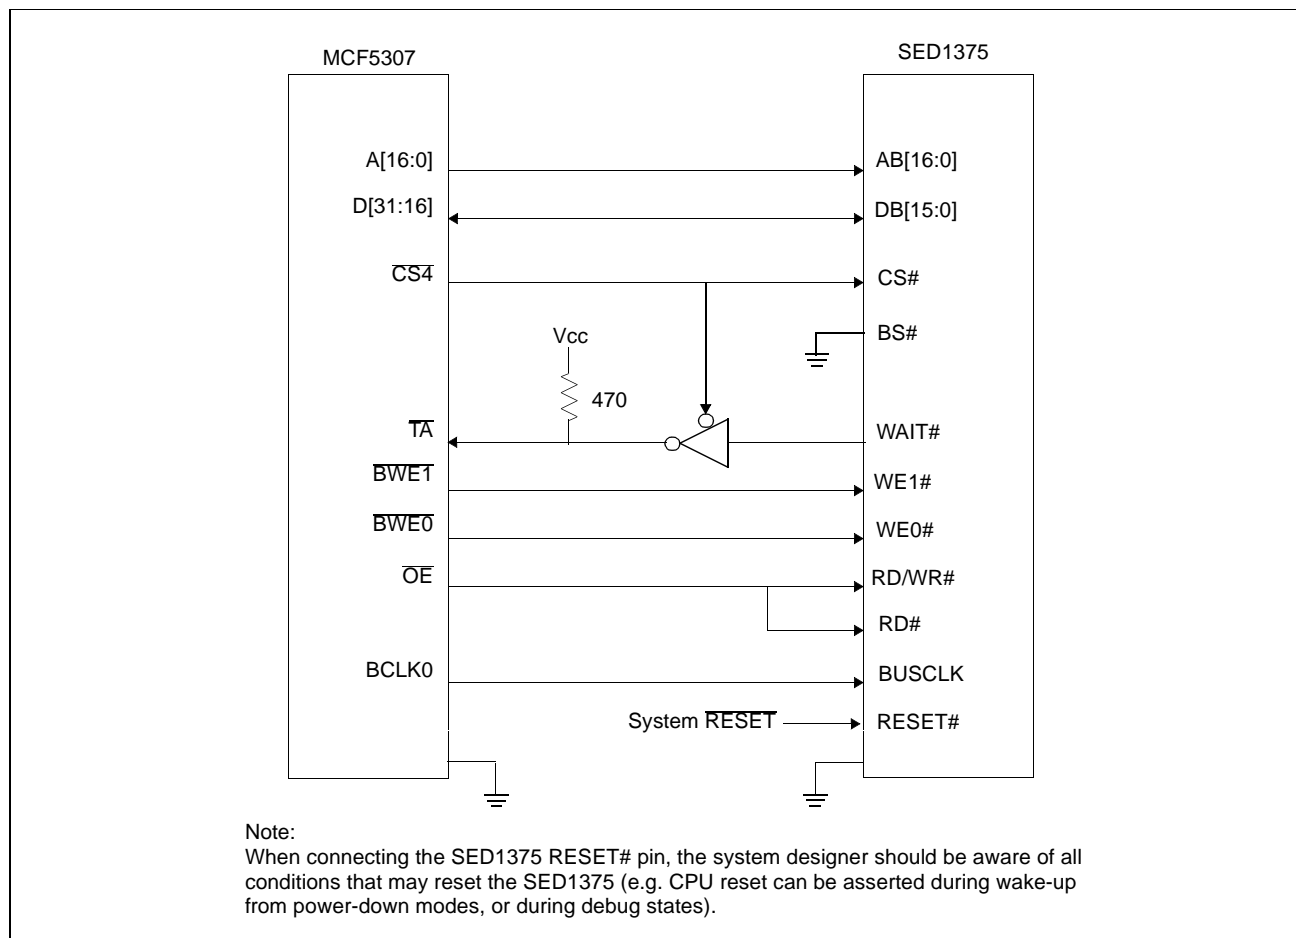 MCF5307
SED1375
A[16:0]
AB[16:0]
D[31:16]
DB[15:0]
CS4
CS#
BS#
Vcc
470
TA
WAIT#
BWE1
WE1#
BWE0
WE0#
OE
RD/WR#
RD#
BCLK0
BUSCLK
System RESET
RESET#
Note:
When connecting the SED1375 RESET# pin, the system designer should be aware of all
conditions that may reset the SED1375 (e.g. CPU reset can be asserted during wake-up
from power-down modes, or during debug states).